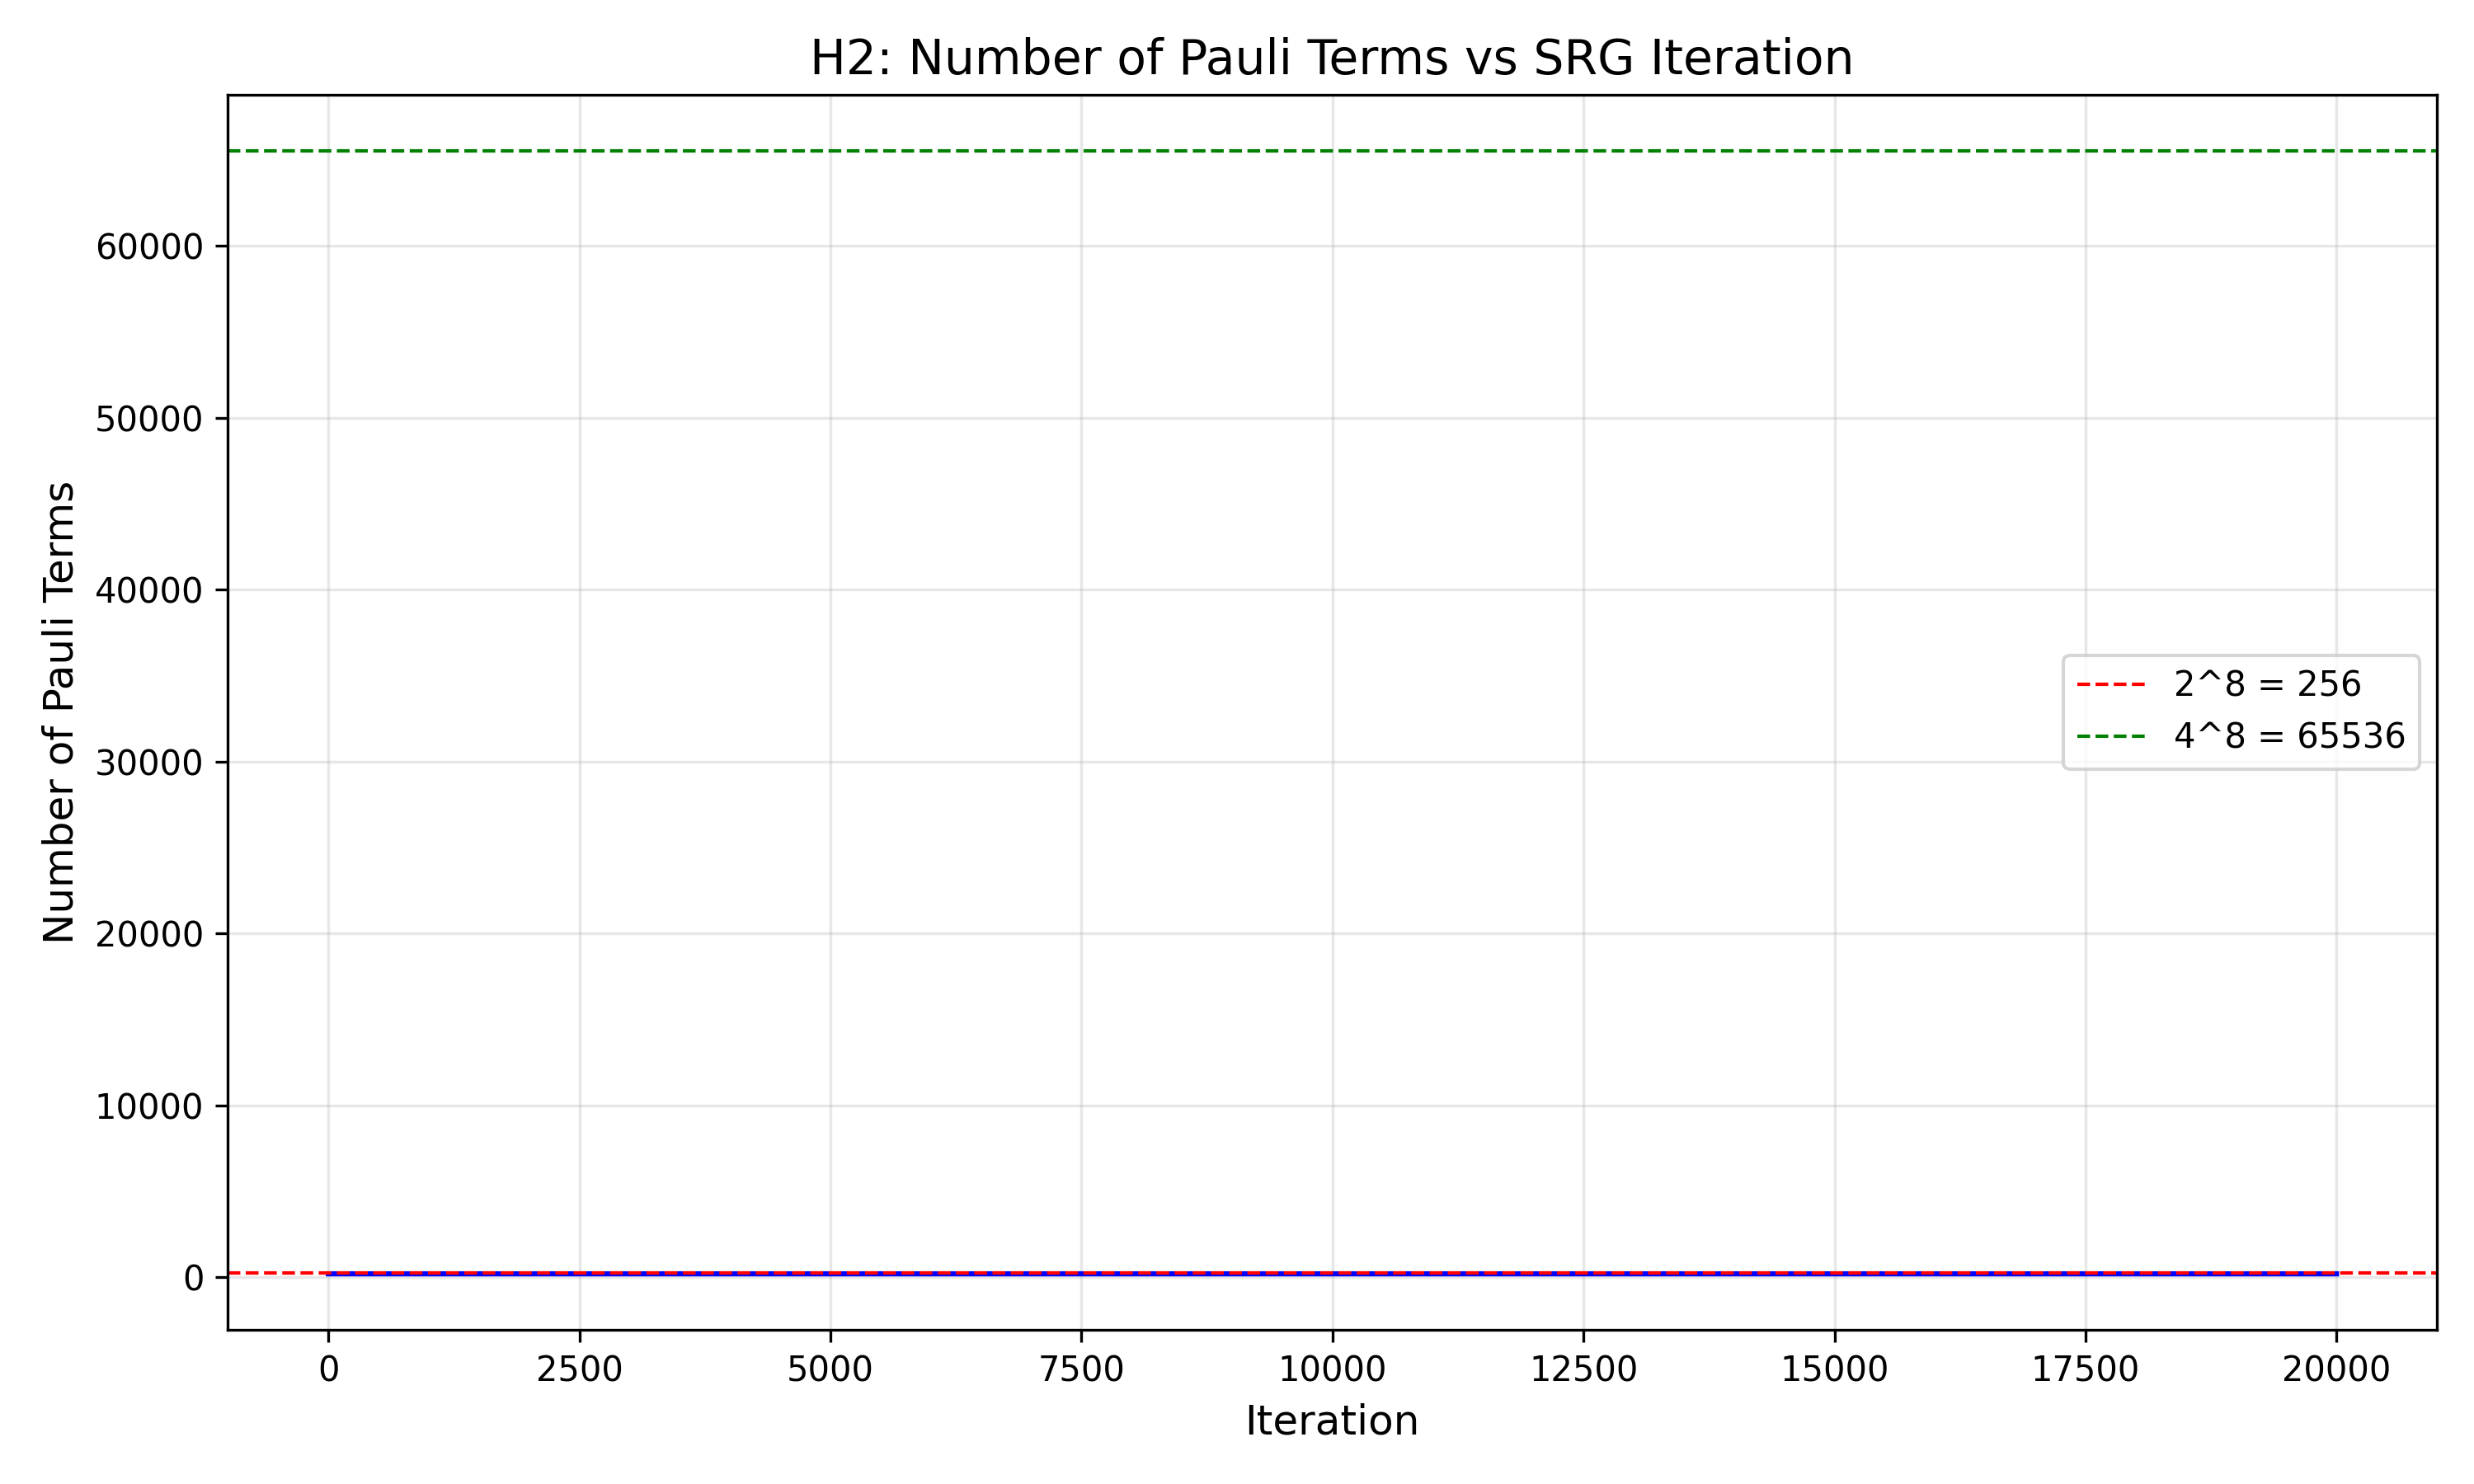 H2: Number of Pauli Terms vs SRG Iteration
Number of Pauli Terms
60000
50000
40000
30000
20000
10000
0
2^8 = 256
4^8 = 65536
0 2500 5000 7500 10000 12500 15000 17500 20000
Iteration